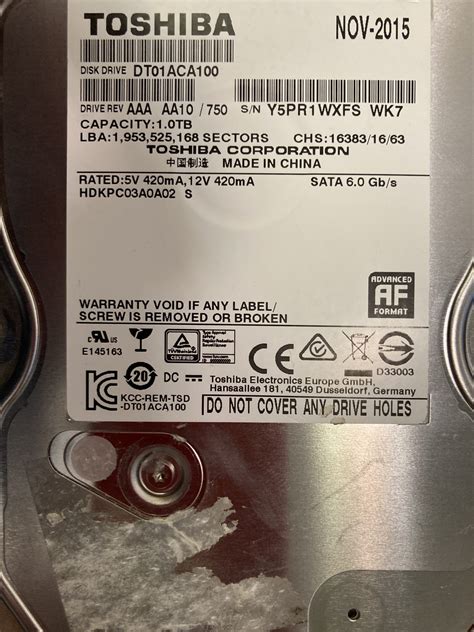 TOSHIBA
NOV-2015
DISK DRIVE DT01ACA100
DRIVE REV AAA AA10 / 750 S/N Y5PR1WXFS WK7
CAPACITY:1.0TB
LBA:1,953,525,168 SECTORS CHS:16383/16/63
TOSHIBA CORPORATION
中国制造 MADE IN CHINA
RATED:5V 420mA,12V 420mA SATA 6.0 Gb/s
HDKPC03A0A02 S
ADVANCED
AF
FORMAT
WARRANTY VOID IF ANY LABEL/
SCREW IS REMOVED OR BROKEN
E145163
CERTIFIED
D33003
20 DC
Toshiba Electronics Europe GmbH,
Hansaallee 181, 40549 Dusseldorf, Germany
KCC-REM-TSD
-DT01ACA100
DO NOT COVER ANY DRIVE HOLES